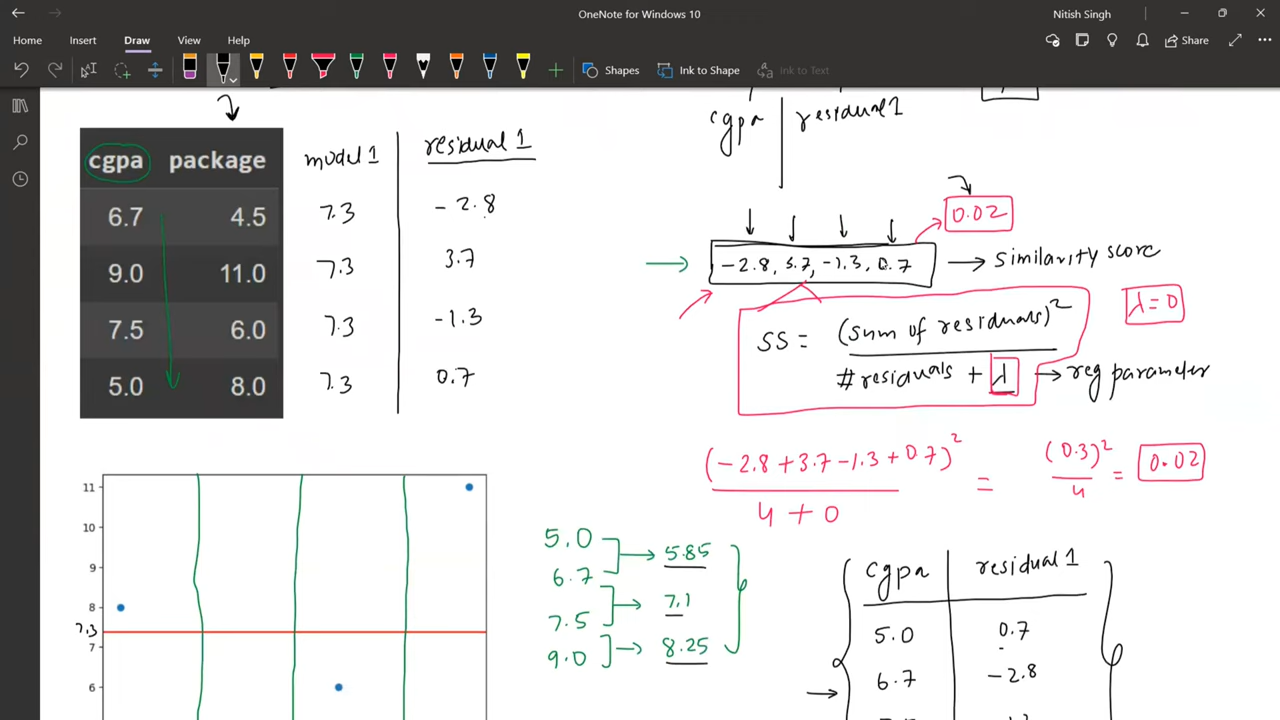 OneNote for Windows 10
Nitish Singh
Home Insert Draw View Help
Shapes Ink to Shape Ink to Text Share
cgpa package
6.7 4.5
9.0 11.0
7.5 6.0
5.0 8.0
model 1 residual 1
7.3 -2.8
7.3 3.7
7.3 -1.3
7.3 0.7
cgpa residual 1
0.02
-2.8, 3.7, -1.3, 0.7 → similarity score
λ=0
SS = (sum of residuals)²
#residuals + λ → reg parameter
(-2.8 + 3.7 - 1.3 + 0.7)² = (0.3)² = 0.02
4 + 0 4
11
10
9
8
7.3
7
6
5.0
6.7
7.5
9.0
5.85
7.1
8.25
cgpa residual 1
5.0 0.7
6.7 -2.8